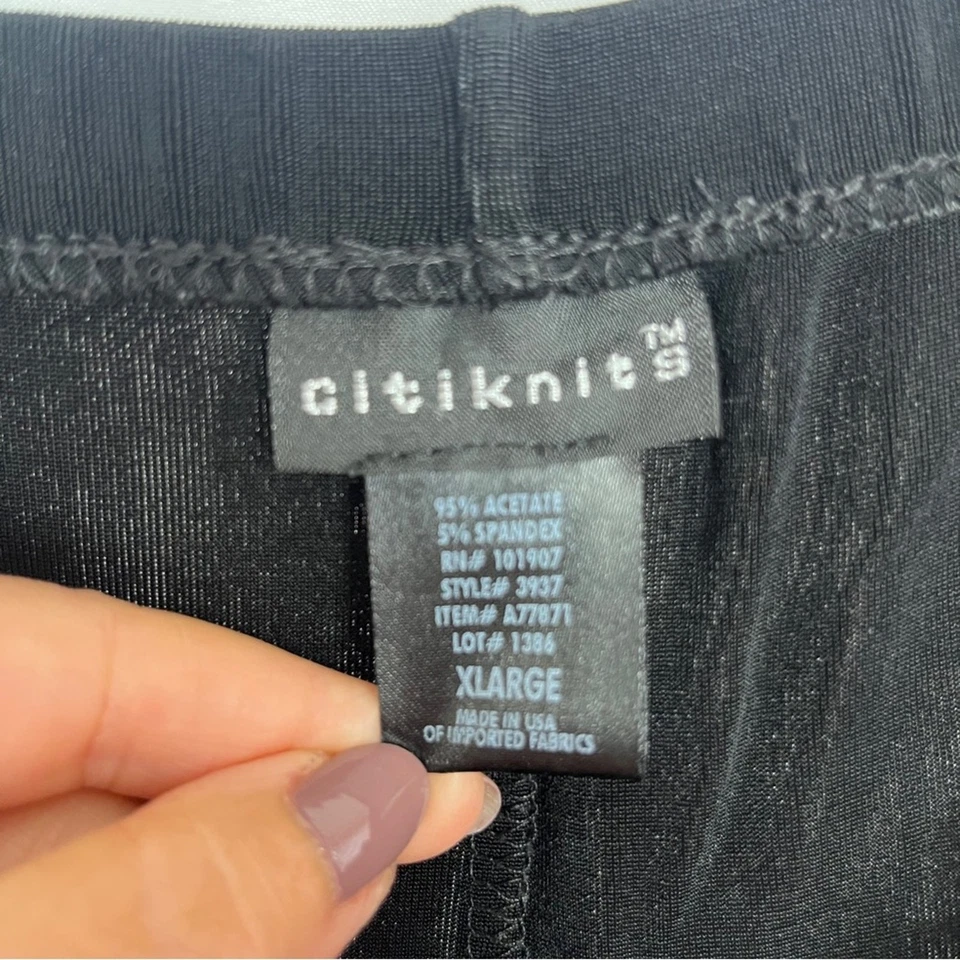 citiknits™
95% ACETATE
5% SPANDEX
RN# 101907
STYLE# 3937
ITEM# A77871
LOT# 1386
XLARGE
MADE IN USA
OF IMPORTED FABRICS